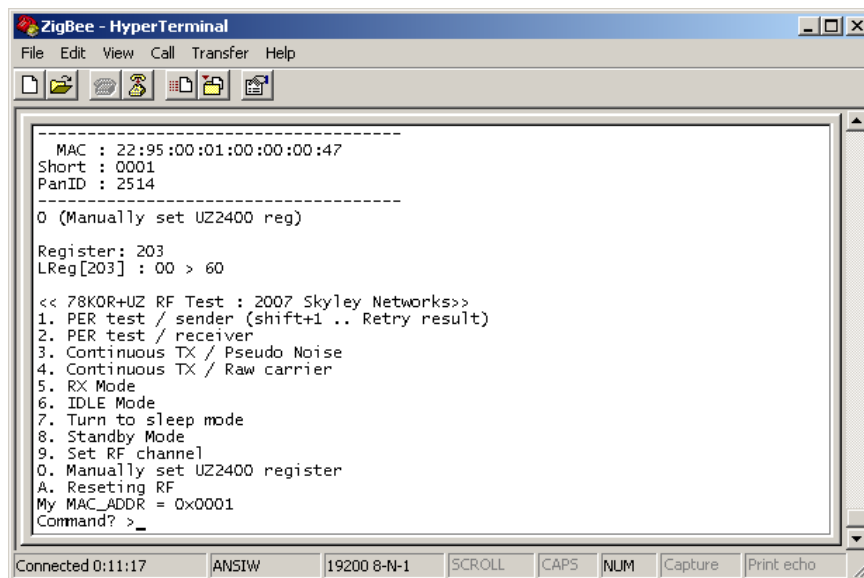 ZigBee - HyperTerminal
File Edit View Call Transfer Help
-------------------------------------
MAC : 22:95:00:01:00:00:00:47
Short : 0001
PanID : 2514
-------------------------------------
0 (Manually set UZ2400 reg)
Register: 203
LReg[203] : 00 > 60
<< 78K0R+UZ RF Test : 2007 Skyley Networks>>
1. PER test / sender (shift+1 .. Retry result)
2. PER test / receiver
3. Continuous TX / Pseudo Noise
4. Continuous TX / Raw carrier
5. RX Mode
6. IDLE Mode
7. Turn to sleep mode
8. Standby Mode
9. Set RF channel
0. Manually set UZ2400 register
A. Reseting RF
My MAC_ADDR = 0x0001
Command? >_
Connected 0:11:17 ANSIW 19200 8-N-1 SCROLL CAPS NUM Capture Print echo